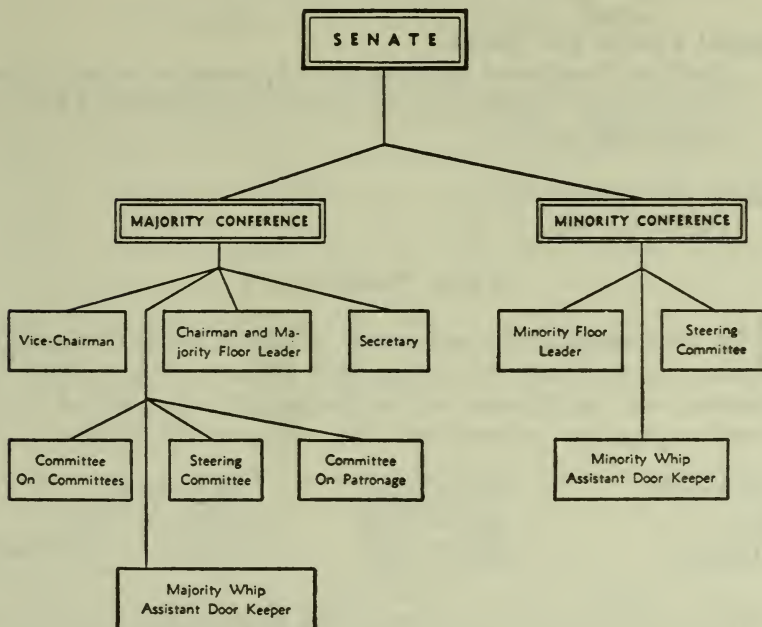 SENATE
MAJORITY CONFERENCE
MINORITY CONFERENCE
Vice-Chairman
Chairman and Ma-
jority Floor Leader
Secretary
Minority Floor
Leader
Steering
Committee
Committee
On Committees
Steering
Committee
Committee
On Patronage
Minority Whip
Assistant Door Keeper
Majority Whip
Assistant Door Keeper